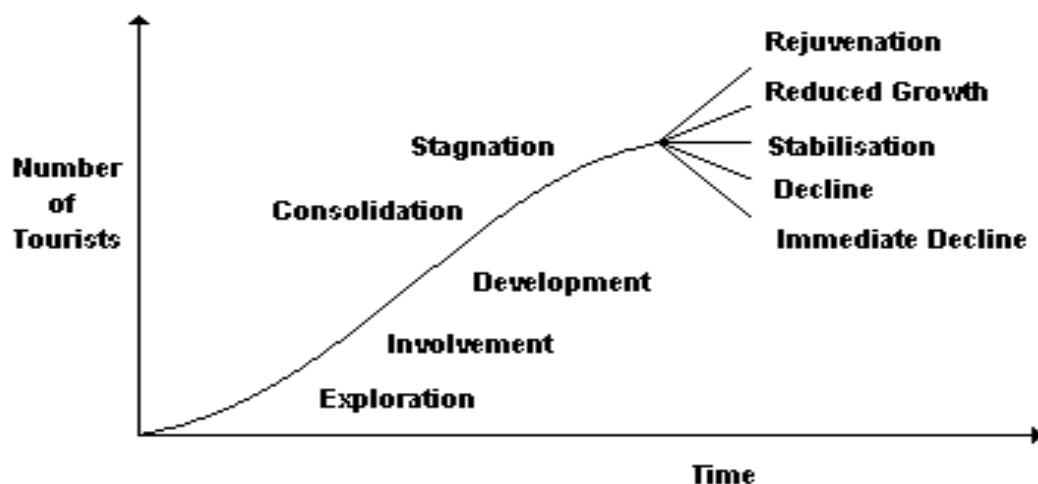 Rejuvenation
Reduced Growth
Stagnation
Stabilisation
Number
of
Tourists
Decline
Consolidation
Immediate Decline
Development
Involvement
Exploration
Time